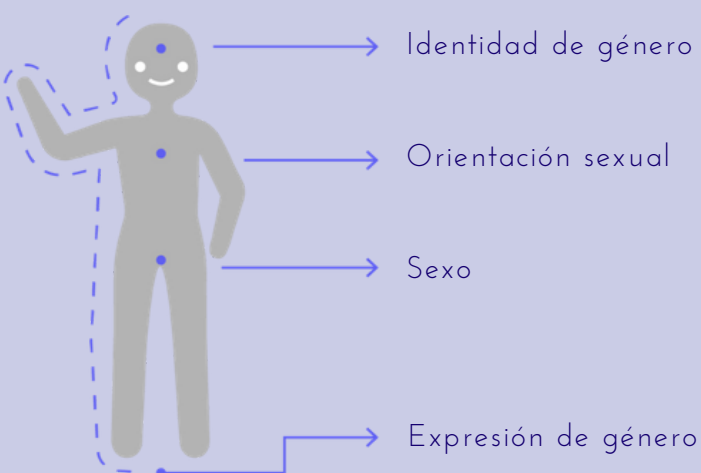 Identidad de género
Orientación sexual
Sexo
Expresión de género